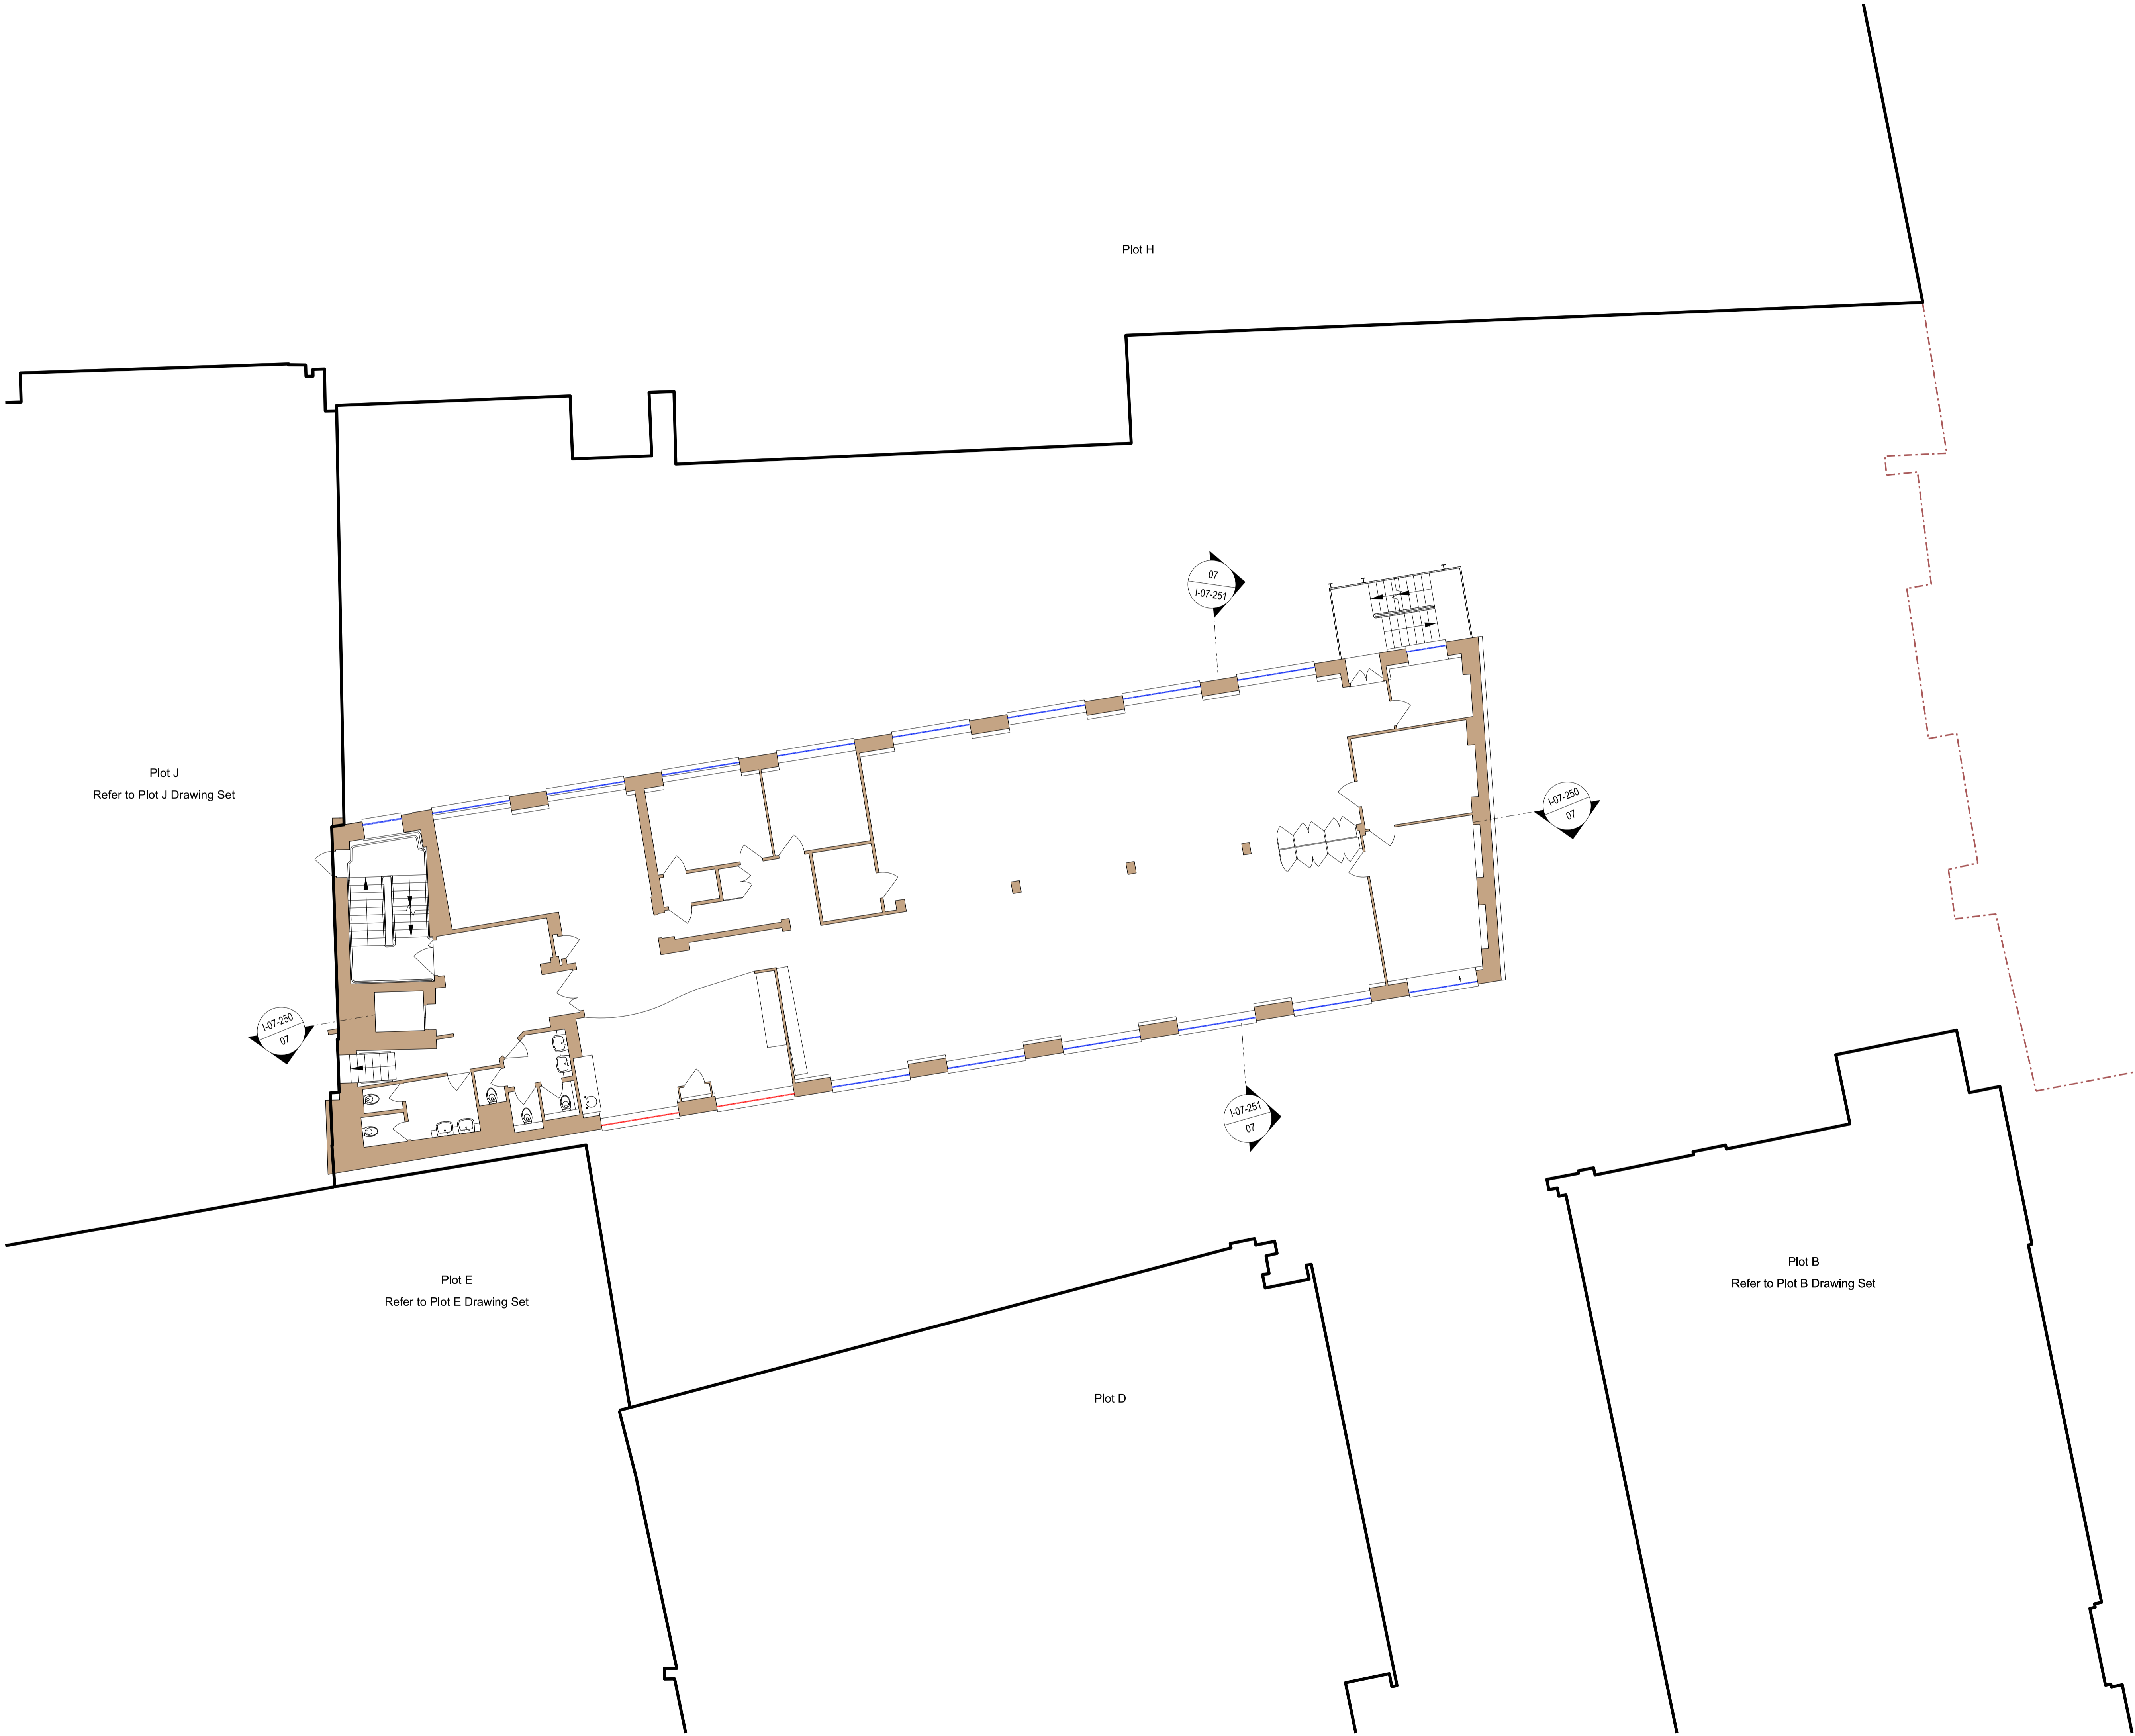 Plot H
07
I-07-251
Plot J
Refer to Plot J Drawing Set
I-07-250
07
I-07-250
07
I-07-251
07
Plot E
Refer to Plot E Drawing Set
Plot B
Refer to Plot B Drawing Set
Plot D